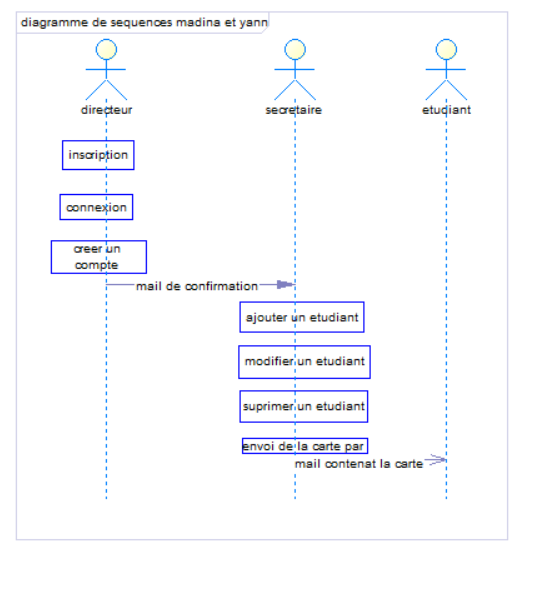 diagramme de sequences madina et yann
directeur
secretaire
etudiant
inscription
connexion
creer un
compte
mail de confirmation
ajouter un etudiant
modifier un etudiant
suprimer un etudiant
envoi de la carte par
mail contenat la carte